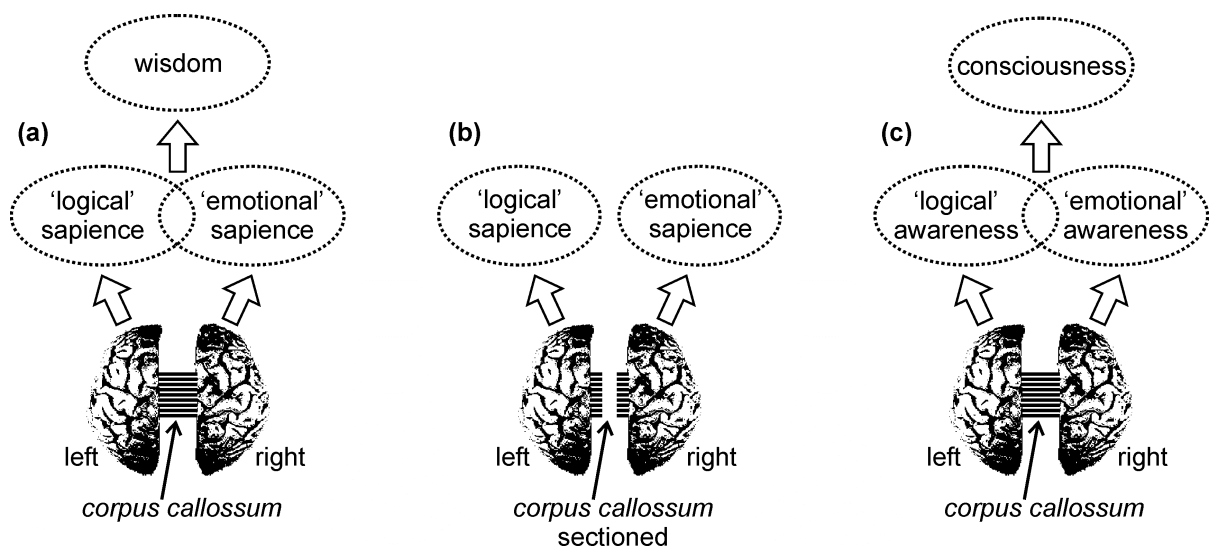 wisdom
(a)
'logical'
sapience
'emotional'
sapience
left
right
corpus callossum
(b)
'logical'
sapience
'emotional'
sapience
left
right
corpus callossum
sectioned
consciousness
(c)
'logical'
awareness
'emotional'
awareness
left
right
corpus callossum